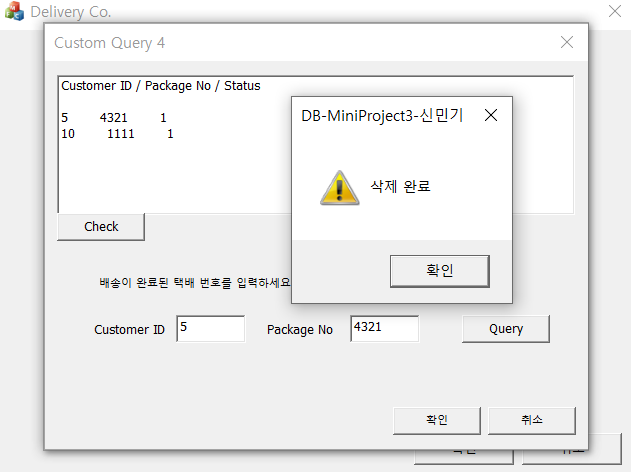 Delivery Co.
Custom Query 4
Customer ID / Package No / Status
5 4321 1
10 1111 1
DB-MiniProject3-신민기
삭제 완료
확인
Check
배송이 완료된 택배 번호를 입력하세요
Customer ID 5 Package No 4321 Query
확인 취소